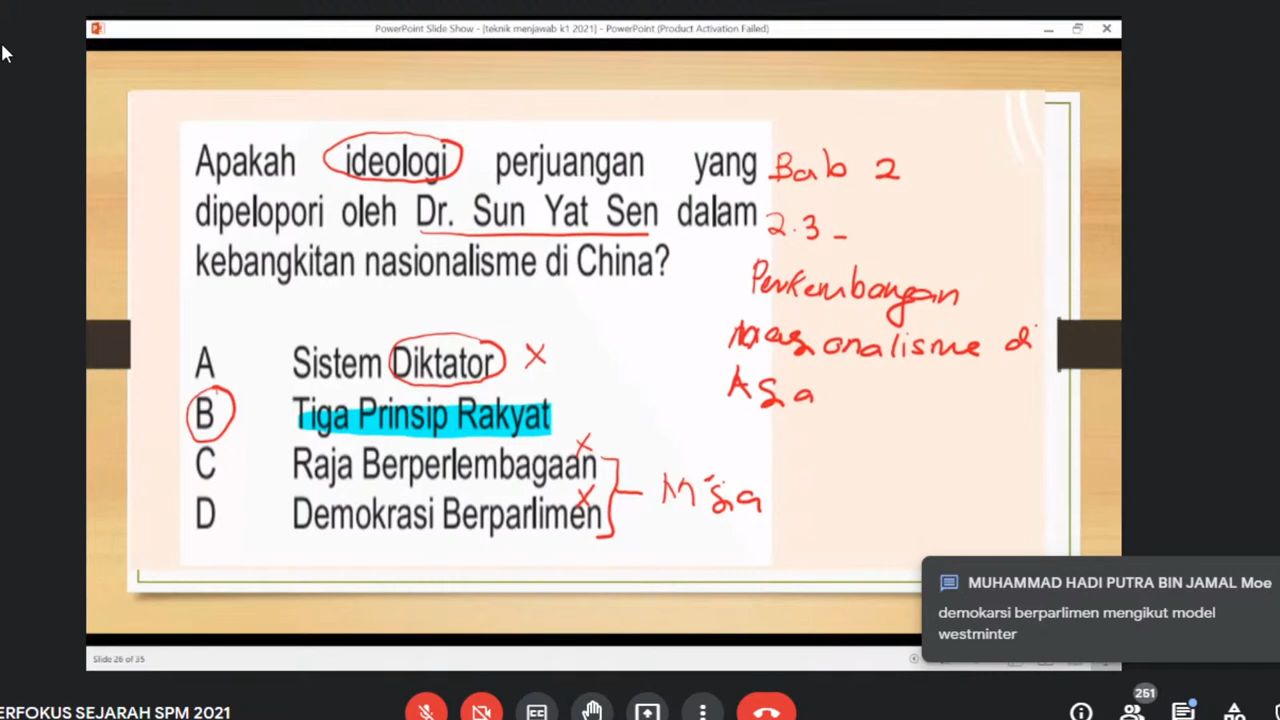 PowerPoint Slide Show - [teknik menjawab k1 2021] - PowerPoint (Product Activation Failed)
Apakah ideologi perjuangan yang
dipelopori oleh Dr. Sun Yat Sen dalam
kebangkitan nasionalisme di China?
A Sistem Diktator x
B Tiga Prinsip Rakyat
C Raja Berperlembagaan x
D Demokrasi Berparlimen x
M'sia
Bab 2
2.3 -
Perkembangan
nasionalisme di
Asia
MUHAMMAD HADI PUTRA BIN JAMAL Moe
demokarsi berparlimen mengikut model
westminter
Slide 26 of 35
ERFOKUS SEJARAH SPM 2021
CC
251